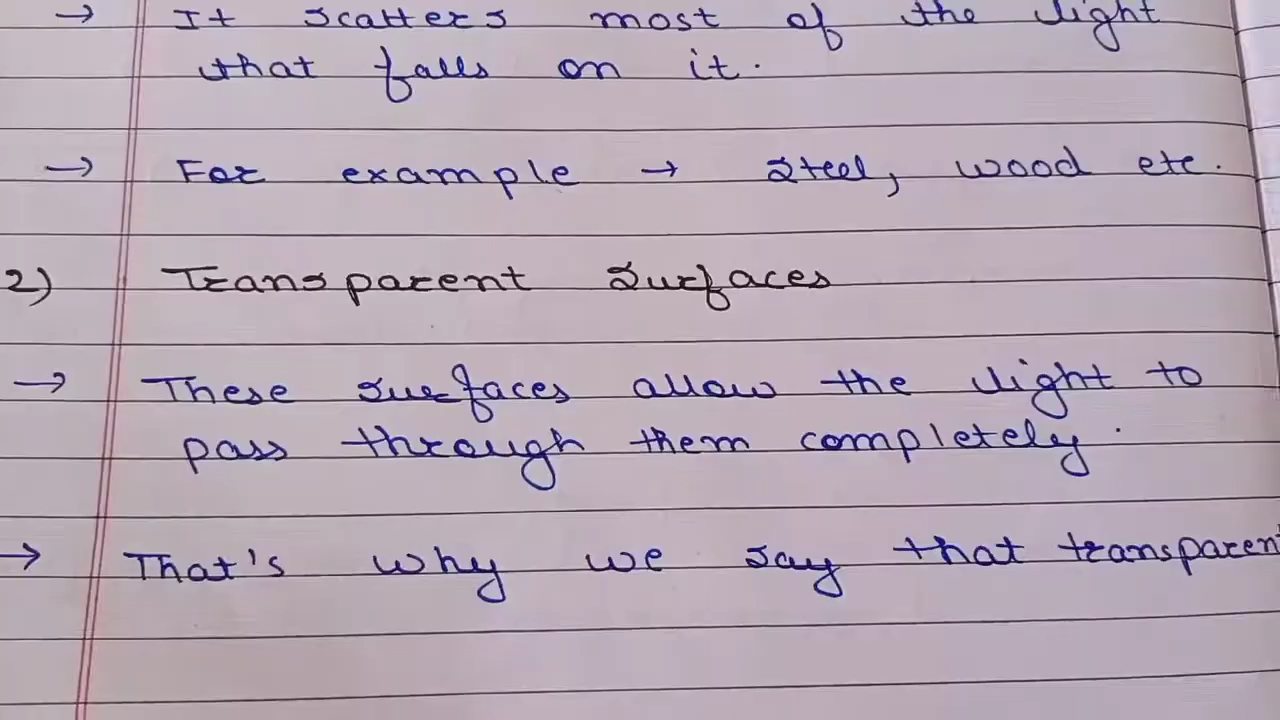 → It scatters most of the light
that falls on it.
→ For example → Steel, wood etc.
2) Transparent Surfaces
→ These surfaces allow the light to
pass through them completely.
→ That's why we say that transparent